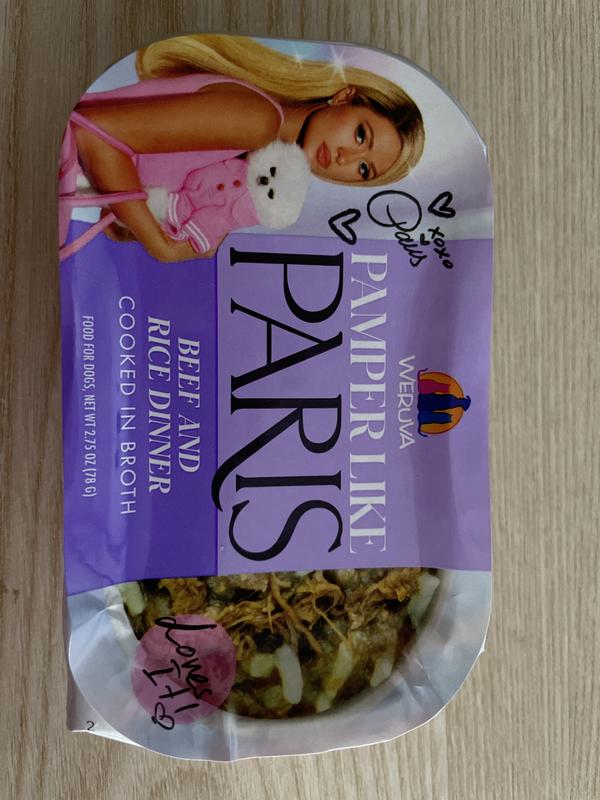 WERUVA
PAMPER LIKE
PARIS
BEEF AND
RICE DINNER
COOKED IN BROTH
FOOD FOR DOGS, NET WT 2.75 OZ (78 G)
xoxo
Paris
Loves
It!
2